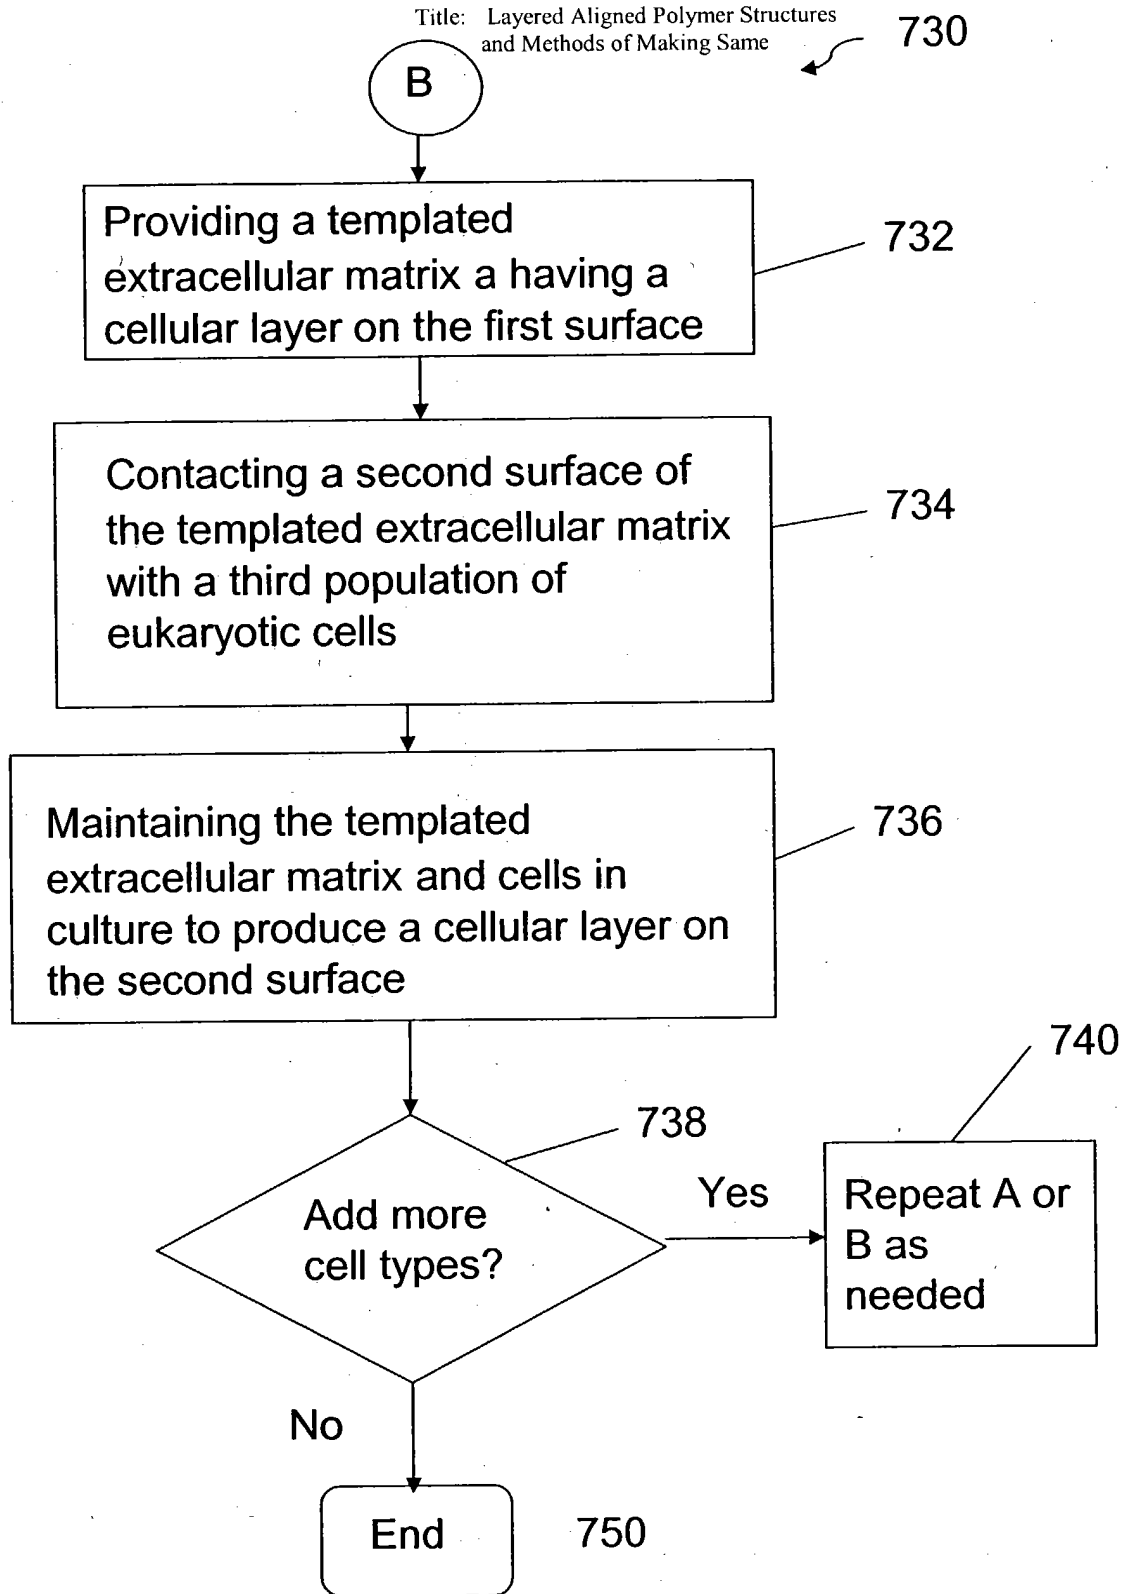 Title: Layered Aligned Polymer Structures
and Methods of Making Same
730
B
Providing a templated
extracellular matrix a having a
cellular layer on the first surface
732
Contacting a second surface of
the templated extracellular matrix
with a third population of
eukaryotic cells
734
Maintaining the templated
extracellular matrix and cells in
culture to produce a cellular layer on
the second surface
736
738
740
Add more
cell types?
Yes
Repeat A or
B as
needed
No
End
750